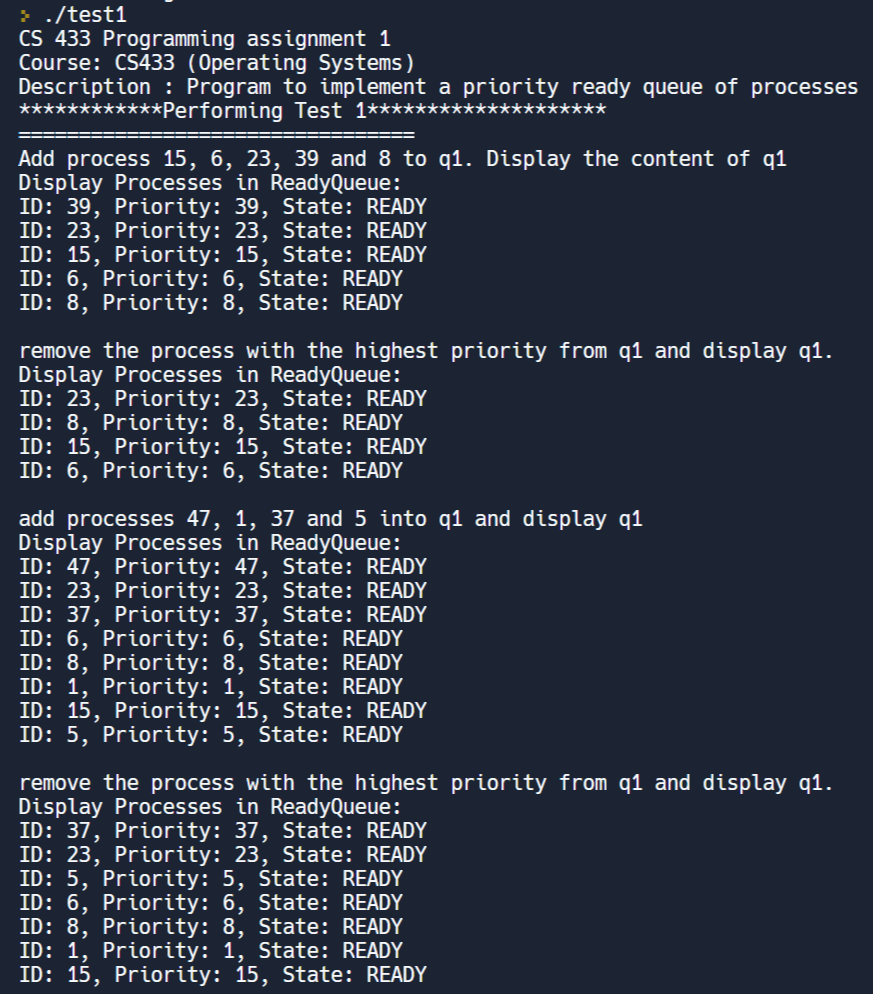 > ./test1
CS 433 Programming assignment 1
Course: CS433 (Operating Systems)
Description : Program to implement a priority ready queue of processes
************Performing Test 1********************
=================================
Add process 15, 6, 23, 39 and 8 to q1. Display the content of q1
Display Processes in ReadyQueue:
ID: 39, Priority: 39, State: READY
ID: 23, Priority: 23, State: READY
ID: 15, Priority: 15, State: READY
ID: 6, Priority: 6, State: READY
ID: 8, Priority: 8, State: READY

remove the process with the highest priority from q1 and display q1.
Display Processes in ReadyQueue:
ID: 23, Priority: 23, State: READY
ID: 8, Priority: 8, State: READY
ID: 15, Priority: 15, State: READY
ID: 6, Priority: 6, State: READY

add processes 47, 1, 37 and 5 into q1 and display q1
Display Processes in ReadyQueue:
ID: 47, Priority: 47, State: READY
ID: 23, Priority: 23, State: READY
ID: 37, Priority: 37, State: READY
ID: 6, Priority: 6, State: READY
ID: 8, Priority: 8, State: READY
ID: 1, Priority: 1, State: READY
ID: 15, Priority: 15, State: READY
ID: 5, Priority: 5, State: READY

remove the process with the highest priority from q1 and display q1.
Display Processes in ReadyQueue:
ID: 37, Priority: 37, State: READY
ID: 23, Priority: 23, State: READY
ID: 5, Priority: 5, State: READY
ID: 6, Priority: 6, State: READY
ID: 8, Priority: 8, State: READY
ID: 1, Priority: 1, State: READY
ID: 15, Priority: 15, State: READY